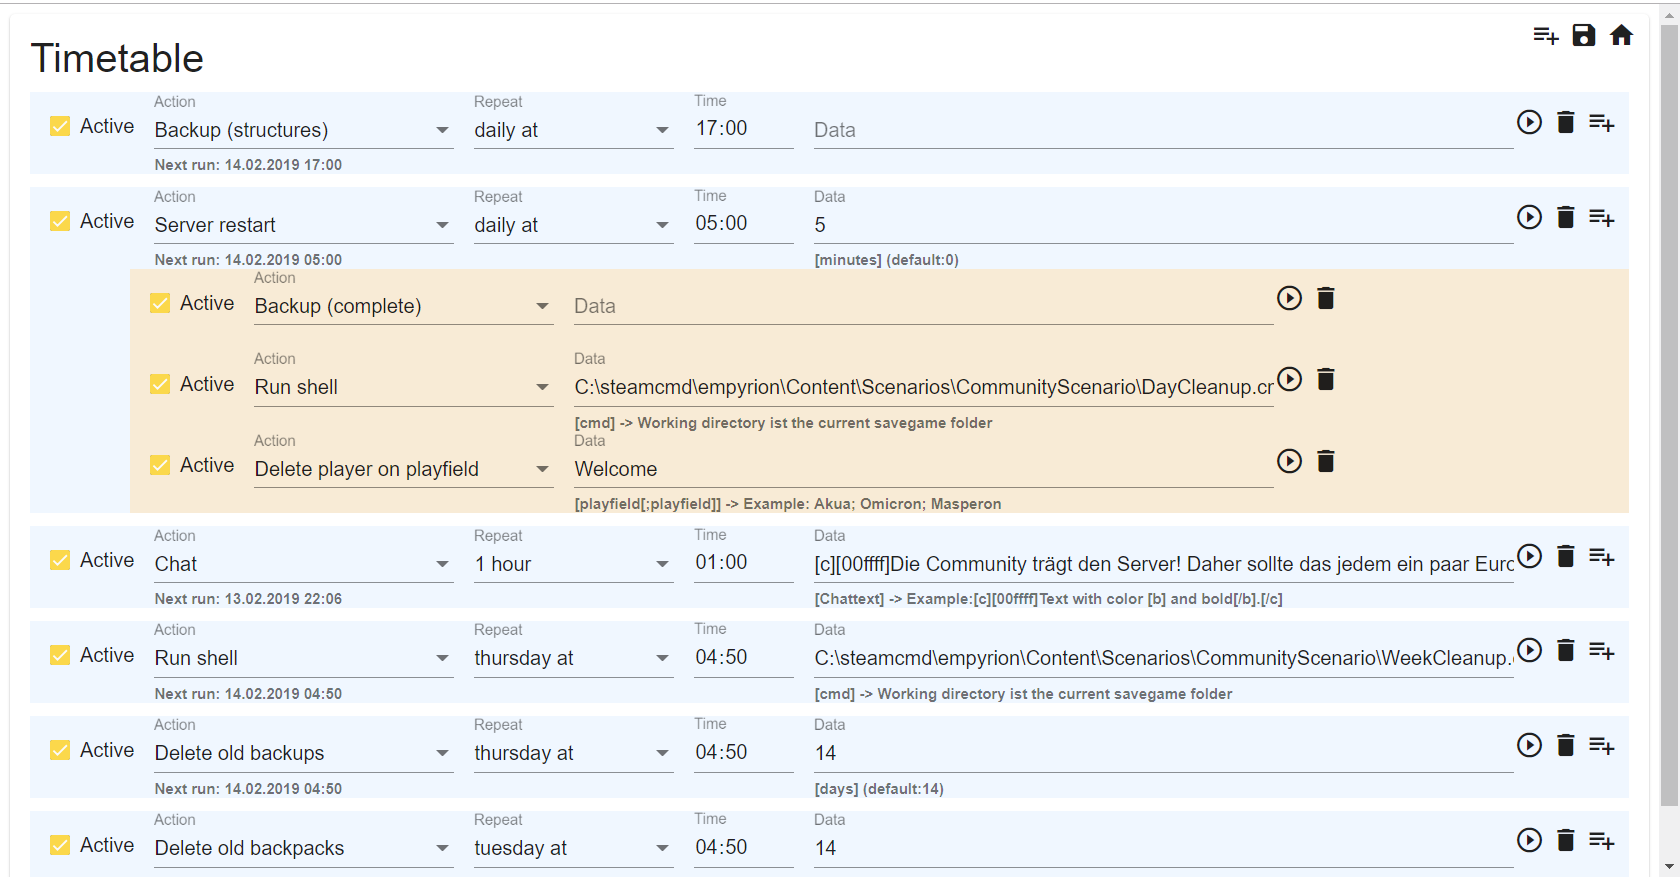 Timetable
Action Repeat Time
Active Backup (structures) daily at 17:00 Data
Next run: 14.02.2019 17:00
Action Repeat Time Data
Active Server restart daily at 05:00 5
Next run: 14.02.2019 05:00 [minutes] (default:0)
Action
Active Backup (complete) Data
Action Data
Active Run shell C:\steamcmd\empyrion\Content\Scenarios\CommunityScenario\DayCleanup.cr
[cmd] -> Working directory ist the current savegame folder
Action Data
Active Delete player on playfield Welcome
[playfield[;playfield]] -> Example: Akua; Omicron; Masperon
Action Repeat Time Data
Active Chat 1 hour 01:00 [c][00ffff]Die Community trägt den Server! Daher sollte das jedem ein paar Euro
Next run: 13.02.2019 22:06 [Chattext] -> Example:[c][00ffff]Text with color [b] and bold[/b].[/c]
Action Repeat Time Data
Active Run shell thursday at 04:50 C:\steamcmd\empyrion\Content\Scenarios\CommunityScenario\WeekCleanup.
Next run: 14.02.2019 04:50 [cmd] -> Working directory ist the current savegame folder
Action Repeat Time Data
Active Delete old backups thursday at 04:50 14
Next run: 14.02.2019 04:50 [days] (default:14)
Action Repeat Time Data
Active Delete old backpacks tuesday at 04:50 14